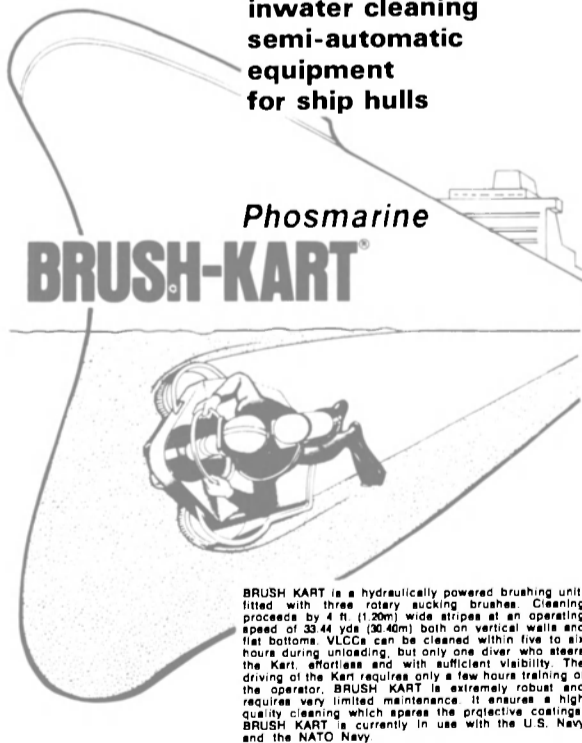 inwater cleaning
semi-automatic
equipment
for ship hulls
Phosmarine
BRUSH-KART®
BRUSH KART is a hydraulically powered brushing unit
fitted with three rotary sucking brushes. Cleaning
proceeds by 4 ft. (1.20m) wide stripes at an operating
speed of 33.44 yds (30.40m) both on vertical walls and
flat bottoms. VLCCs can be cleaned within five to six
hours during unloading, but only one diver who steers
the Kart, effortless and with sufficient visibility. The
driving of the Kart requires only a few hours training of
the operator. BRUSH KART is extremely robust and
requires very limited maintenance. It ensures a high
quality cleaning which spares the protective coatings.
BRUSH KART is currently in use with the U.S. Navy
and the NATO Navy.